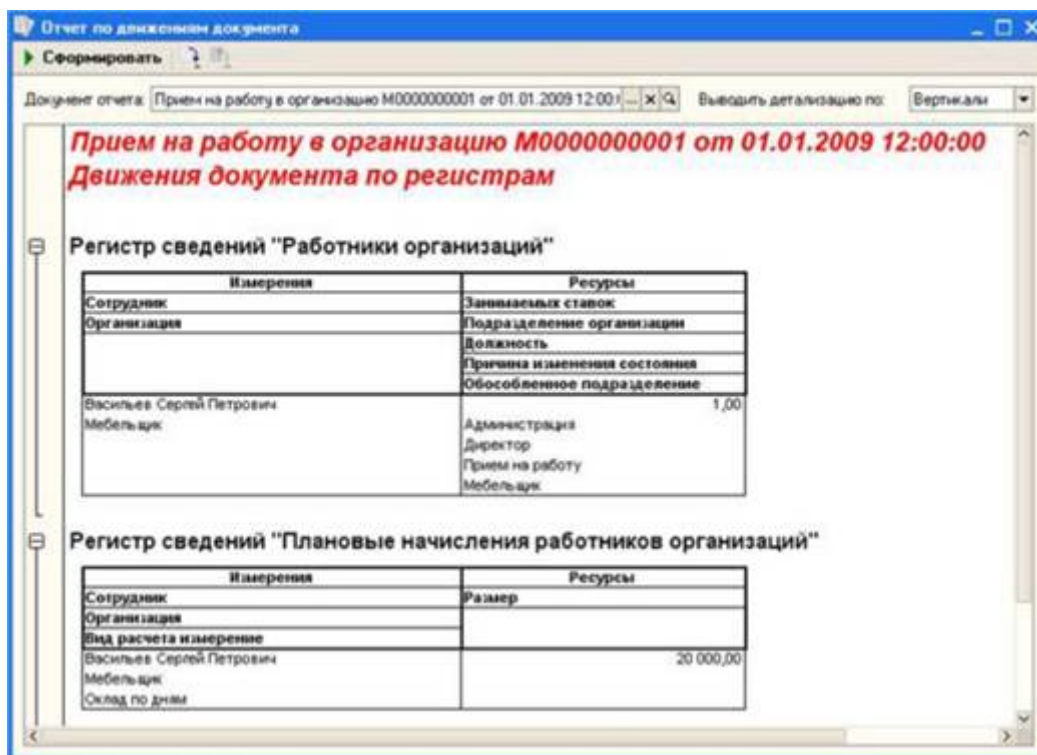 Отчет по движениям документа
Сформировать
Документ отчета: Прием на работу в организацию М0000000001 от 01.01.2009 12:00:0 ... Выводить детализацию по: Вертикали
Прием на работу в организацию М0000000001 от 01.01.2009 12:00:00
Движения документа по регистрам
Регистр сведений "Работники организаций"
Измерения Ресурсы
Сотрудник Занимаемых ставок
Организация Подразделение организации
Должность
Причина изменения состояния
Обособленное подразделение
Васильев Сергей Петрович 1,00
Мебельщик Администрация
Директор
Прием на работу
Мебельщик
Регистр сведений "Плановые начисления работников организаций"
Измерения Ресурсы
Сотрудник Размер
Организация
Вид расчета измерение
Васильев Сергей Петрович 20 000,00
Мебельщик
Оклад по дням